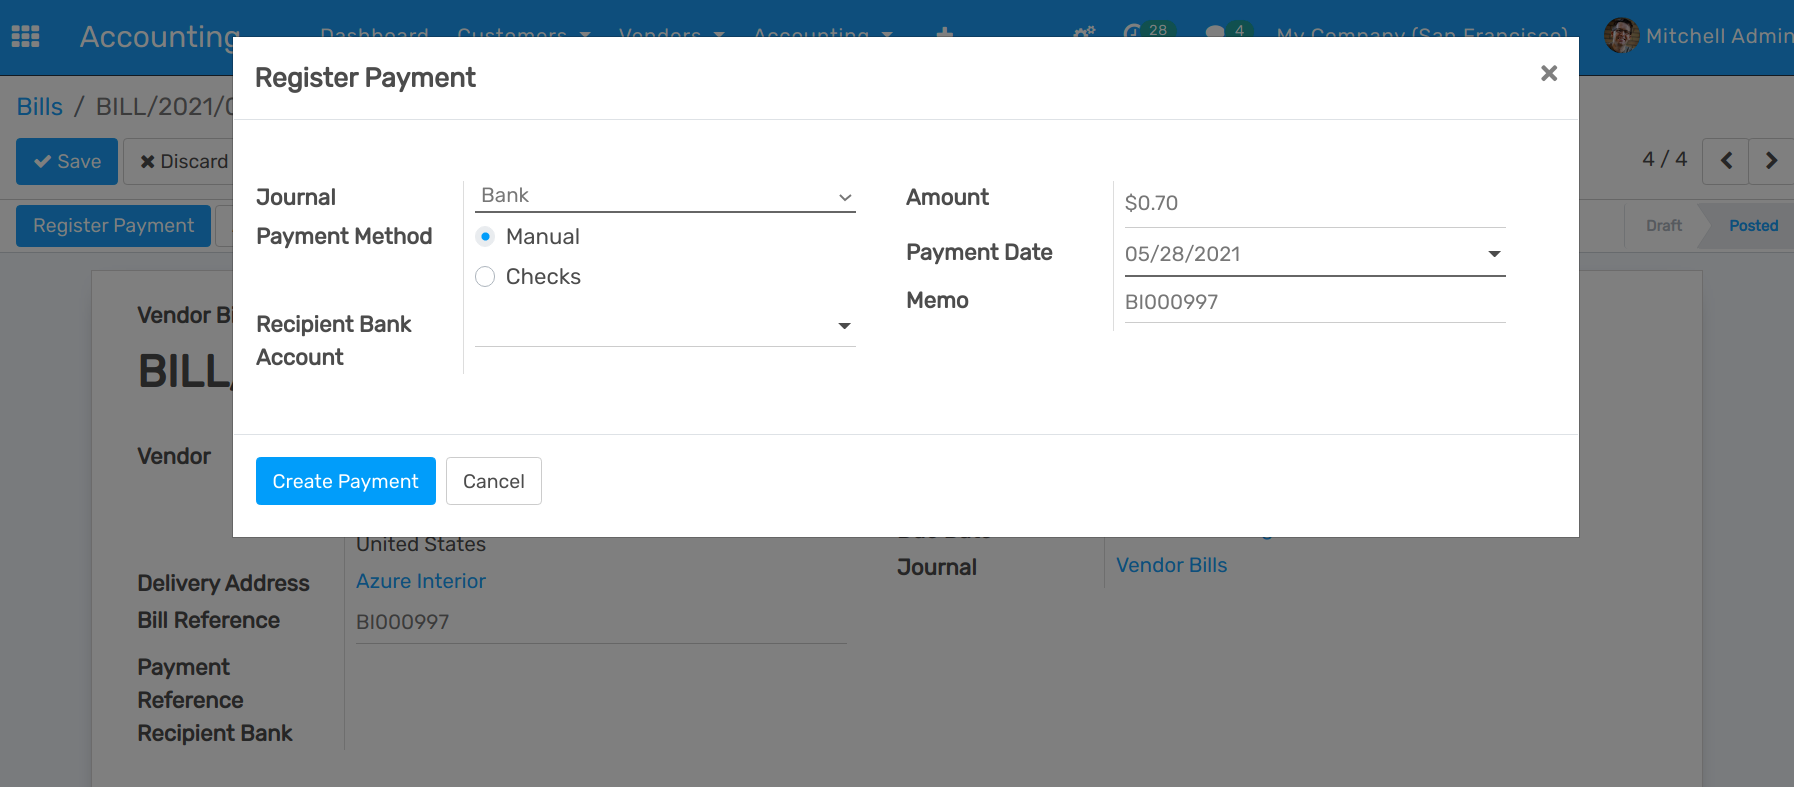 Accounting
Dashboard Customers Vendors Accounting 28 4 My Company (San Francisco) Mitchell Admin
Register Payment
Bills / BILL/2021/0
Save Discard
4 / 4
Register Payment
Draft Posted
Journal Bank
Payment Method Manual
Checks
Recipient Bank
Account
Amount $0.70
Payment Date 05/28/2021
Memo BI000997
Vendor Bi
BILL/
Vendor
Create Payment Cancel
United States
Delivery Address Azure Interior
Bill Reference BI000997
Payment
Reference
Recipient Bank
Journal Vendor Bills